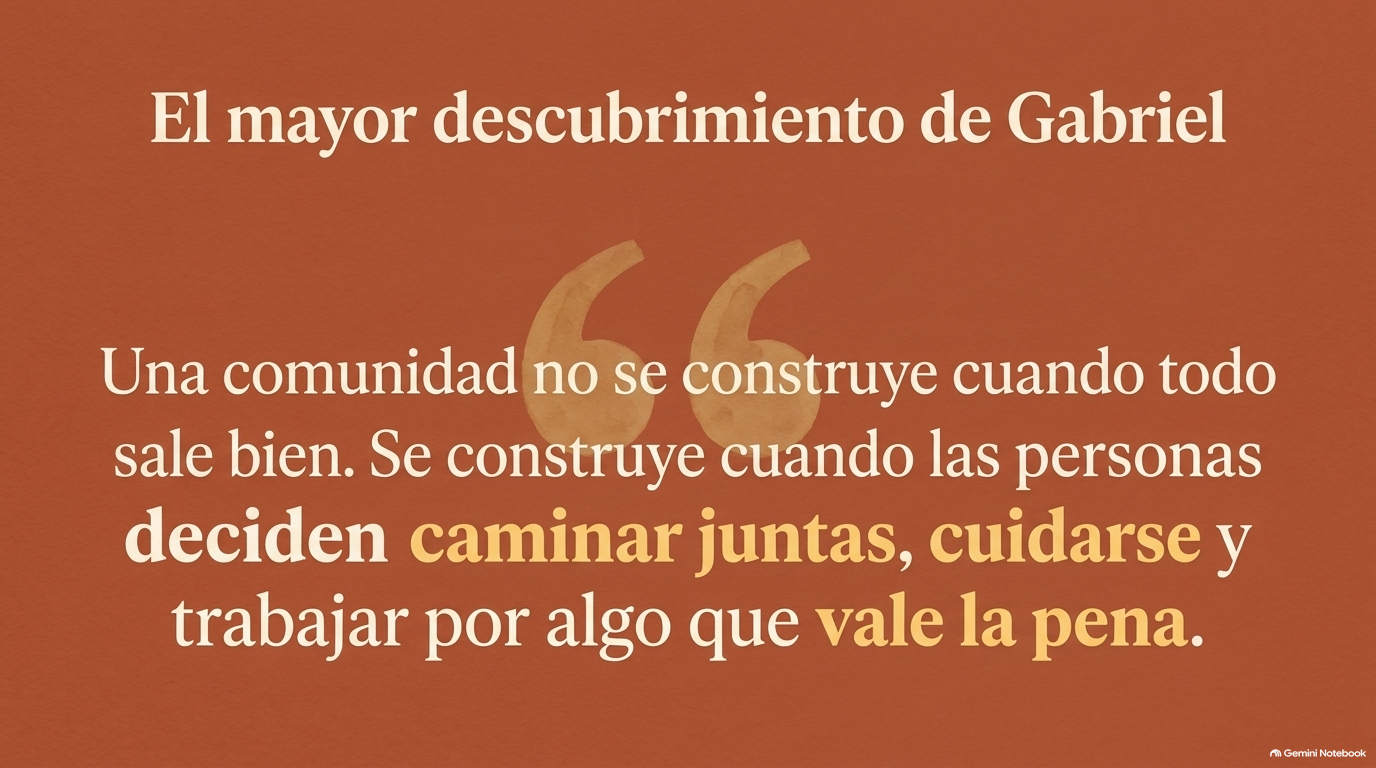 El mayor descubrimiento de Gabriel
Una comunidad no se construye cuando todo
sale bien. Se construye cuando las personas
deciden caminar juntas, cuidarse y
trabajar por algo que vale la pena.
Gemini Notebook